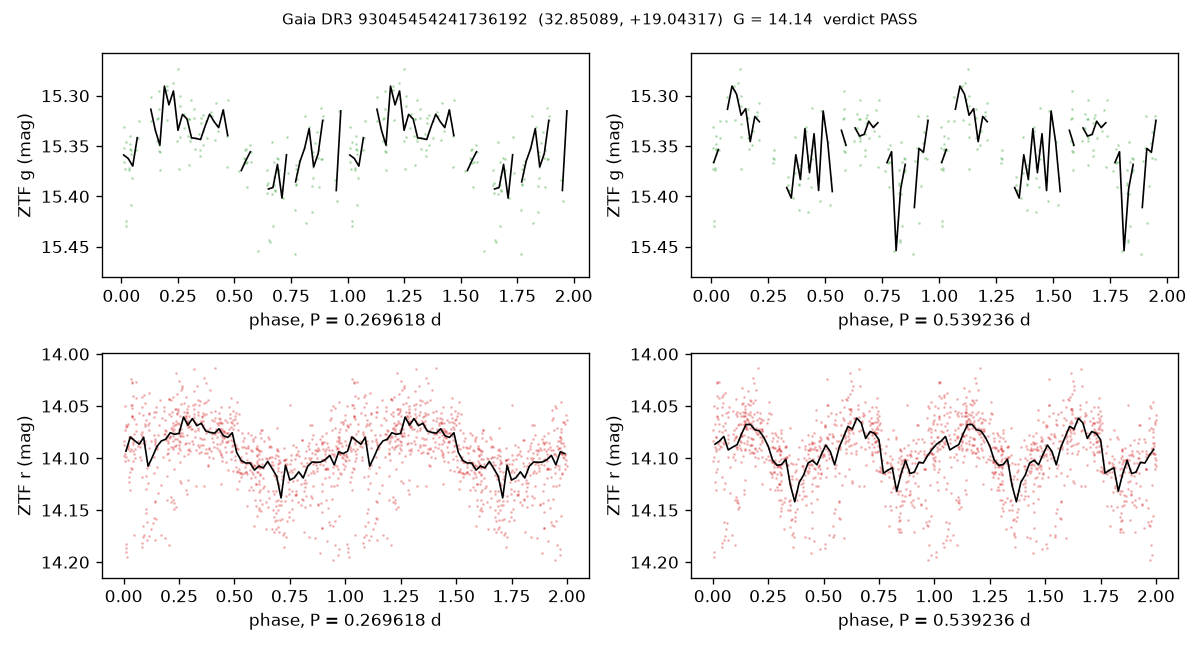 Gaia DR3 93045454241736192 (32.85089, +19.04317) G = 14.14 verdict PASS
ZTF g (mag)
15.30
15.35
15.40
15.45
0.00 0.25 0.50 0.75 1.00 1.25 1.50 1.75 2.00
phase, P = 0.269618 d
ZTF g (mag)
15.30
15.35
15.40
15.45
0.00 0.25 0.50 0.75 1.00 1.25 1.50 1.75 2.00
phase, P = 0.539236 d
ZTF r (mag)
14.00
14.05
14.10
14.15
14.20
0.00 0.25 0.50 0.75 1.00 1.25 1.50 1.75 2.00
phase, P = 0.269618 d
ZTF r (mag)
14.00
14.05
14.10
14.15
14.20
0.00 0.25 0.50 0.75 1.00 1.25 1.50 1.75 2.00
phase, P = 0.539236 d